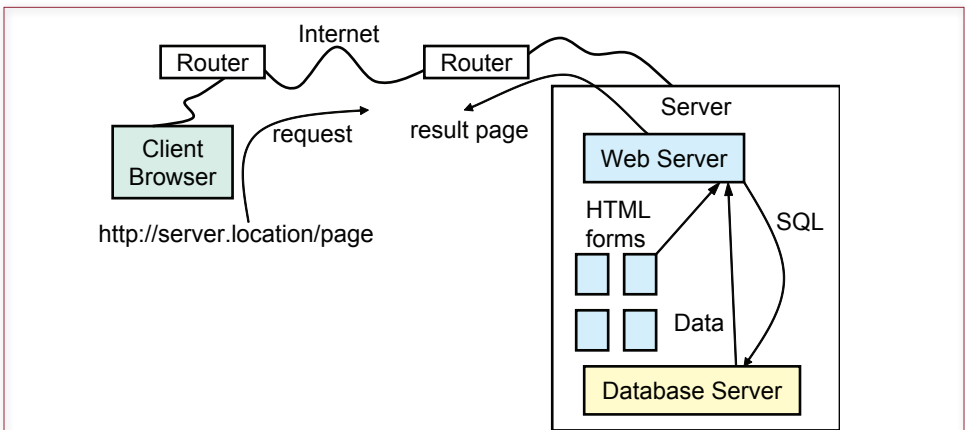 Internet
Router
Router
Server
request
result page
Client
Browser
Web Server
HTML
forms
SQL
http://server.location/page
Data
Database Server